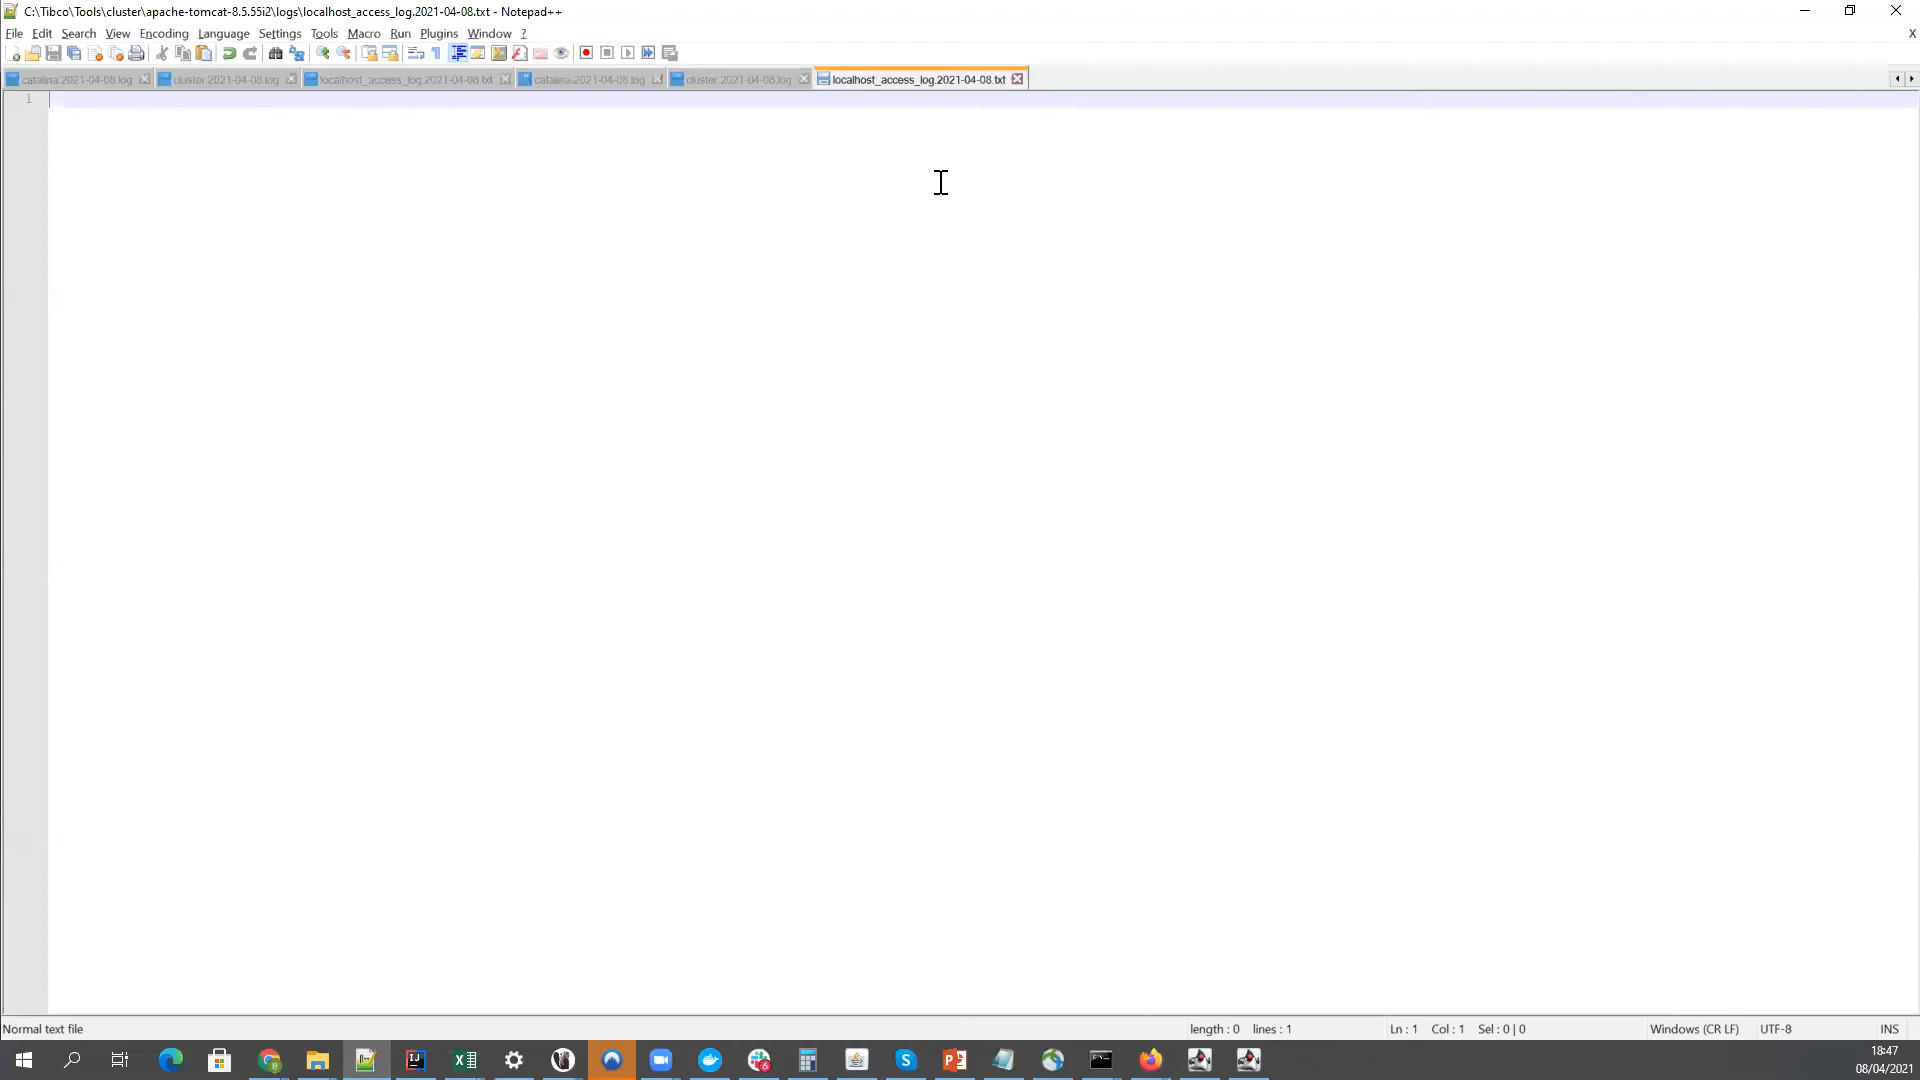 C:\Tibco\Tools\cluster\apache-tomcat-8.5.55i2\logs\localhost_access_log.2021-04-08.txt - Notepad++
File Edit Search View Encoding Language Settings Tools Macro Run Plugins Window ?
X
catalina.2021-04-08.log cluster.2021-04-08.log localhost_access_log.2021-04-08.txt catalina.2021-04-08.log cluster.2021-04-08.log localhost_access_log.2021-04-08.txt
1
Normal text file length : 0 lines : 1 Ln : 1 Col : 1 Sel : 0 | 0 Windows (CR LF) UTF-8 INS
18:47
08/04/2021